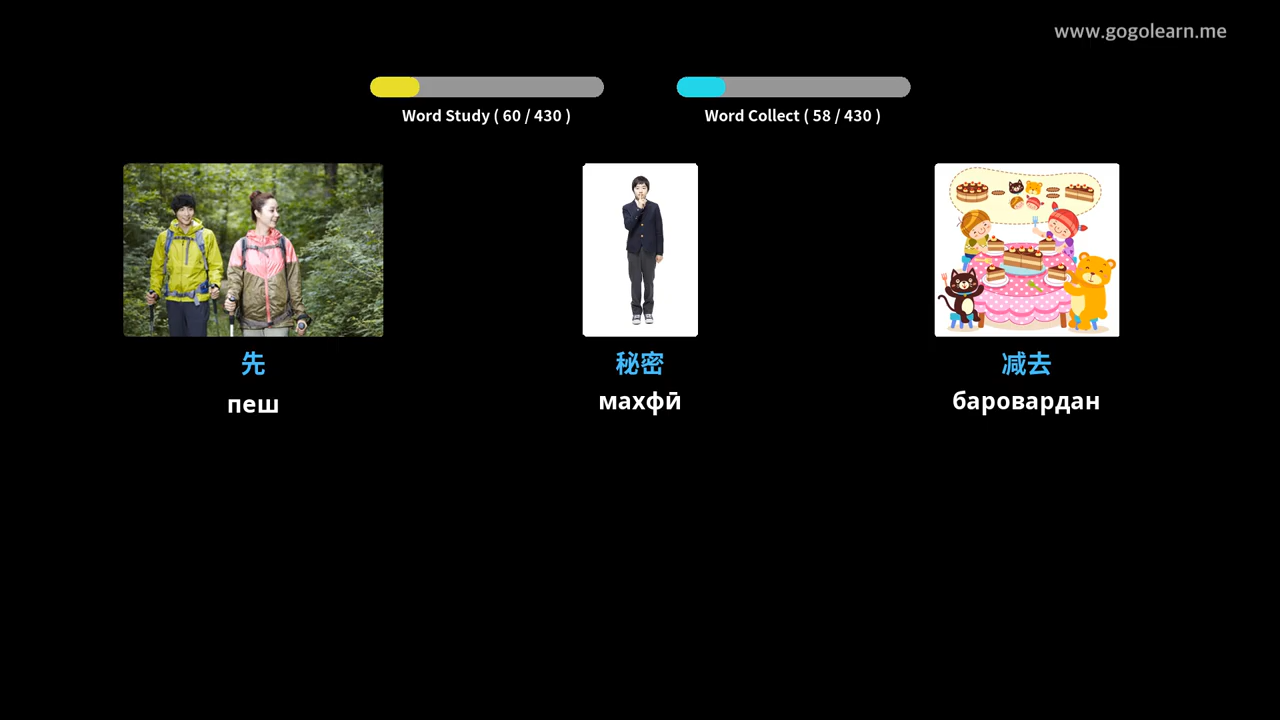 www.gogolearn.me
Word Study ( 60 / 430 )
Word Collect ( 58 / 430 )
先
秘密
减去
пеш
махфӣ
баровардан